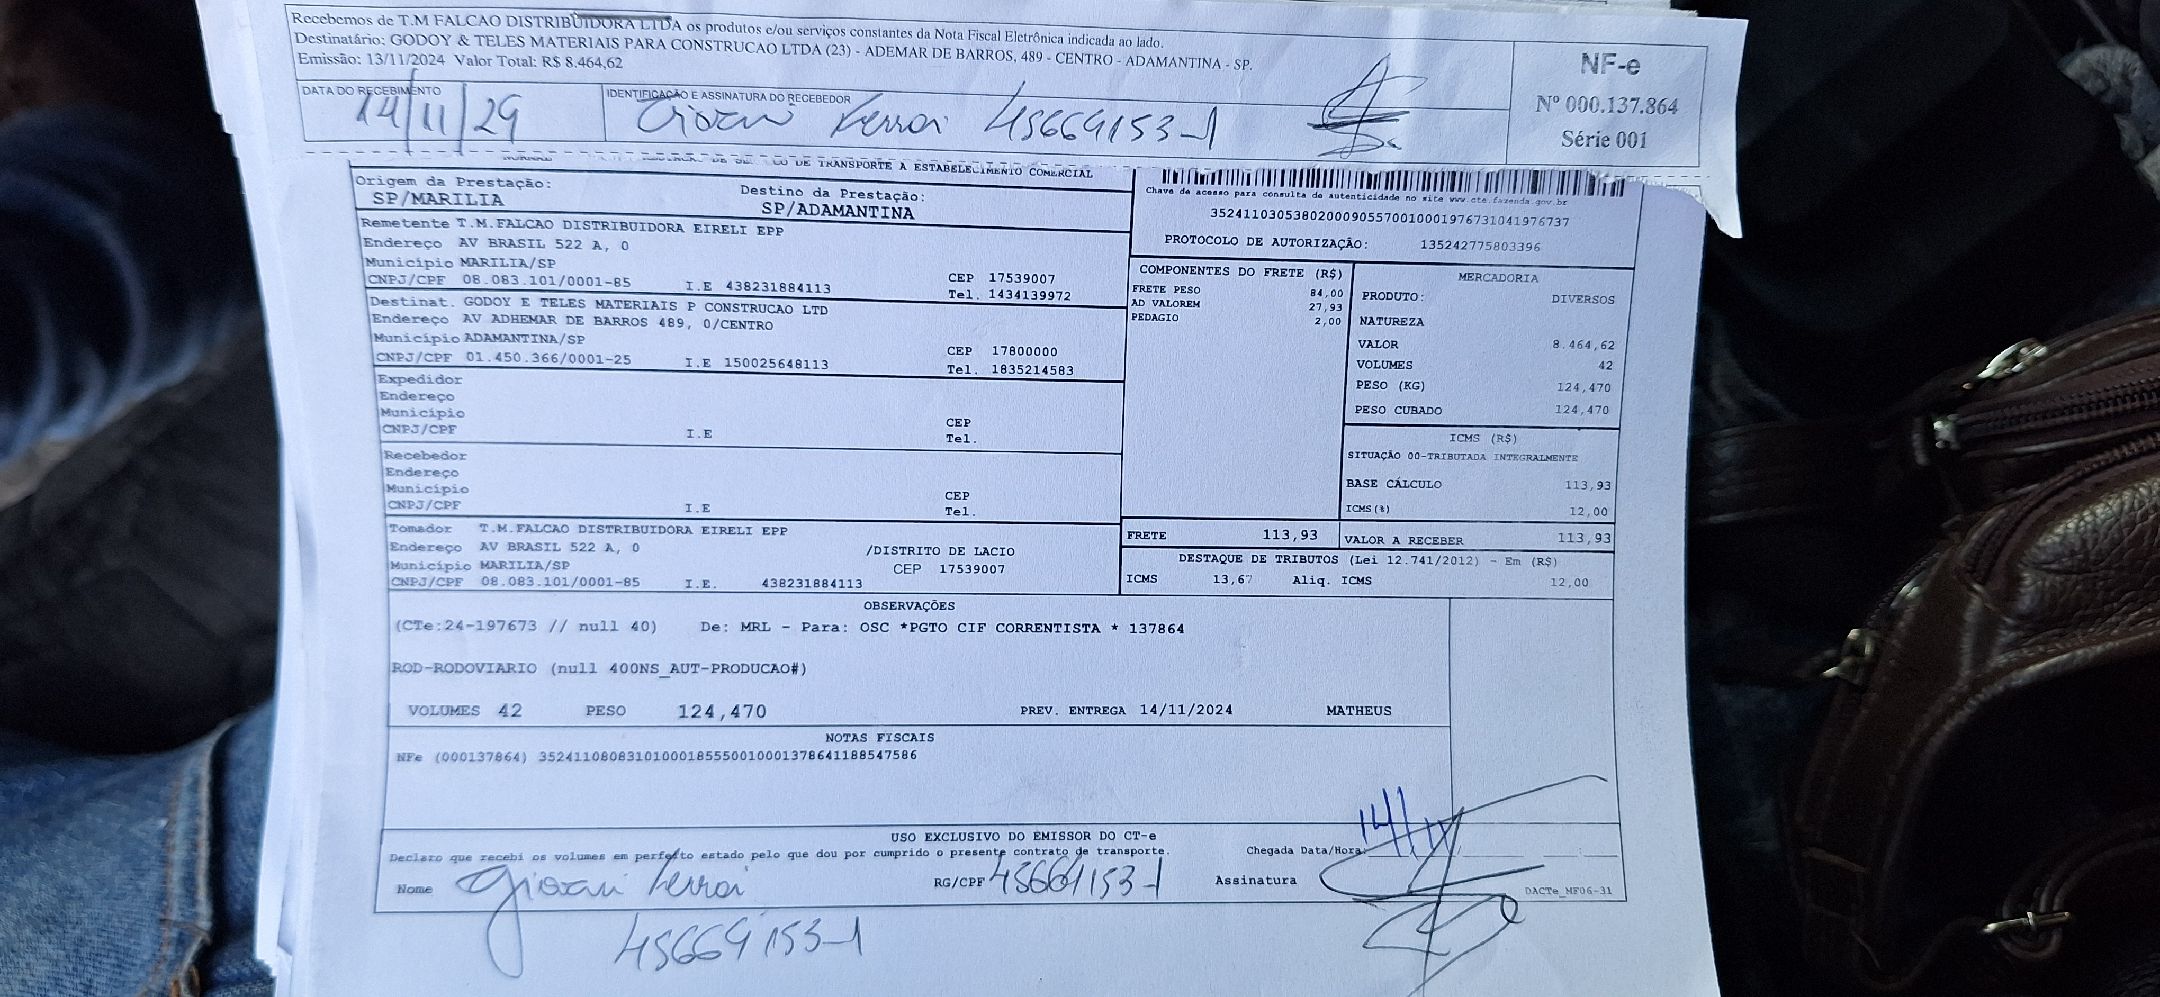 Recebemos de T.M FALCAO DISTRIBUIDORA LTDA os produtos e/ou serviços constantes da Nota Fiscal Eletrônica indicada ao lado.
Destinatário: GODOY & TELES MATERIAIS PARA CONSTRUCAO LTDA (23) - ADEMAR DE BARROS, 489 - CENTRO - ADAMANTINA - SP.
Emissão: 13/11/2024 Valor Total: R$ 8.464,62
NF-e
Nº 000.137.864
Série 001
DATA DO RECEBIMENTO
14/11/24
IDENTIFICAÇÃO E ASSINATURA DO RECEBEDOR
45669153-1
DE TRANSPORTE A ESTABELECIMENTO COMERCIAL
Origem da Prestação:
SP/MARILIA
Destino da Prestação:
SP/ADAMANTINA
Chave de acesso para consulta de autenticidade no site www.cte.fazenda.gov.br
35241103053802000905570010001976731041976737
PROTOCOLO DE AUTORIZAÇÃO: 135242775803396
Remetente T.M.FALCAO DISTRIBUIDORA EIRELI EPP
Endereço AV BRASIL 522 A, 0
Município MARILIA/SP
CNPJ/CPF 08.083.101/0001-85 I.E 438231884113
CEP 17539007
Tel. 1434139972
Destinat. GODOY E TELES MATERIAIS P CONSTRUCAO LTD
Endereço AV ADHEMAR DE BARROS 489, 0/CENTRO
Município ADAMANTINA/SP
CNPJ/CPF 01.450.366/0001-25 I.E 150025648113
CEP 17800000
Tel. 1835214583
Expedidor
Endereço
Município
CNPJ/CPF I.E
CEP
Tel.
Recebedor
Endereço
Município
CNPJ/CPF I.E
CEP
Tel.
Tomador T.M.FALCAO DISTRIBUIDORA EIRELI EPP
Endereço AV BRASIL 522 A, 0 /DISTRITO DE LACIO
Município MARILIA/SP CEP 17539007
CNPJ/CPF 08.083.101/0001-85 I.E. 438231884113
COMPONENTES DO FRETE (R$)
FRETE PESO 84,00
AD VALOREM 27,93
PEDAGIO 2,00
MERCADORIA
PRODUTO: DIVERSOS
NATUREZA
VALOR 8.464,62
VOLUMES 42
PESO (KG) 124,470
PESO CUBADO 124,470
ICMS (R$)
SITUAÇÃO 00-TRIBUTADA INTEGRALMENTE
BASE CÁLCULO 113,93
ICMS(%) 12,00
FRETE 113,93
VALOR A RECEBER 113,93
DESTAQUE DE TRIBUTOS (Lei 12.741/2012) - Em (R$)
ICMS 13,67 Aliq. ICMS 12,00
OBSERVAÇÕES
(CTe:24-197673 // null 40) De: MRL - Para: OSC *PGTO CIF CORRENTISTA * 137864
ROD-RODOVIARIO (null 400NS_AUT-PRODUCAO#)
VOLUMES 42 PESO 124,470 PREV. ENTREGA 14/11/2024 MATHEUS
NOTAS FISCAIS
NFe (000137864) 35241108083101000185550010001378641188547586
USO EXCLUSIVO DO EMISSOR DO CT-e
Declaro que recebi os volumes em perfeito estado pelo que dou por cumprido o presente contrato de transporte.
Chegada Data/Hora:
Nome
RG/CPF 45669153-1
Assinatura
DACTe_MF06-31
45669153-1